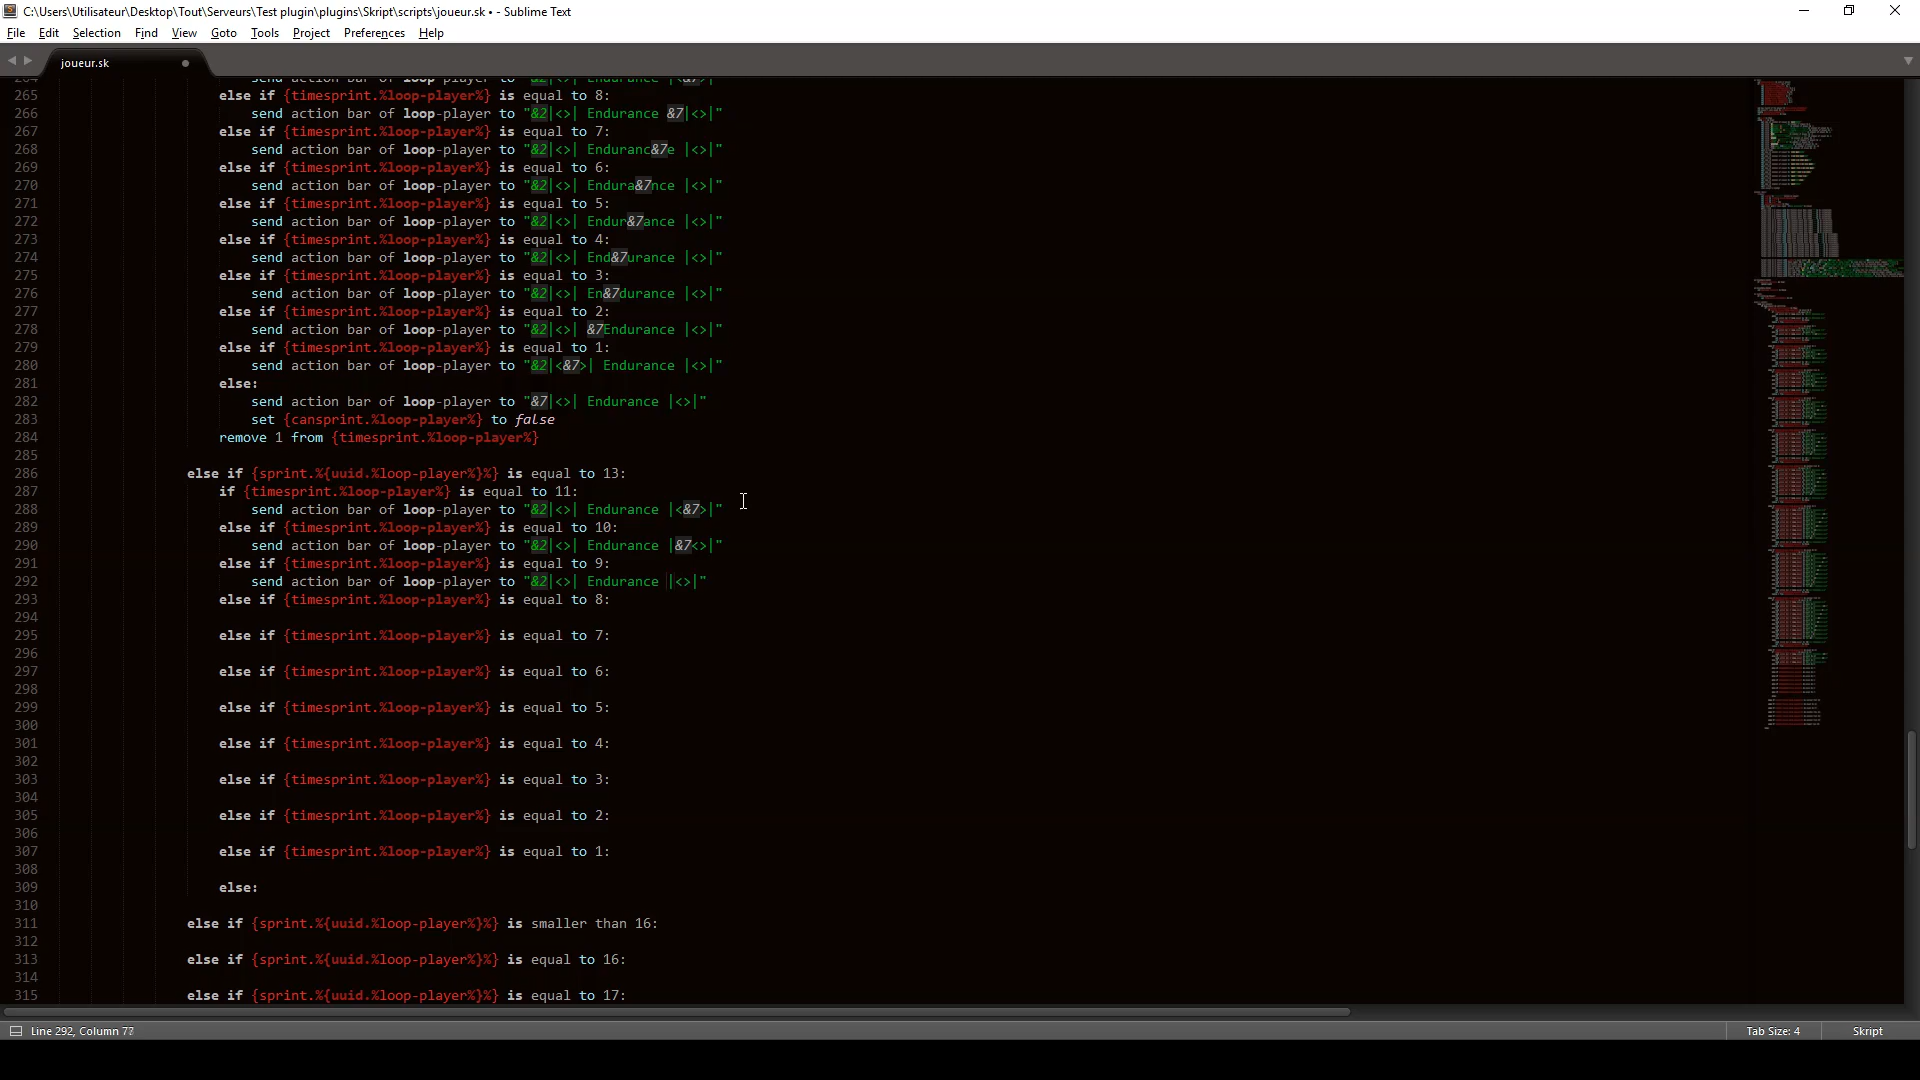 C:\Users\Utilisateur\Desktop\Tout\Serveurs\Test plugin\plugins\Skript\scripts\joueur.sk • - Sublime Text
File Edit Selection Find View Goto Tools Project Preferences Help
joueur.sk
264 send action bar of loop-player to "&2|<>| Endurance |<&7>|"
265 else if {timesprint.%loop-player%} is equal to 8:
266 send action bar of loop-player to "&2|<>| Endurance &7|<>|"
267 else if {timesprint.%loop-player%} is equal to 7:
268 send action bar of loop-player to "&2|<>| Enduranc&7e |<>|"
269 else if {timesprint.%loop-player%} is equal to 6:
270 send action bar of loop-player to "&2|<>| Endura&7nce |<>|"
271 else if {timesprint.%loop-player%} is equal to 5:
272 send action bar of loop-player to "&2|<>| Endur&7ance |<>|"
273 else if {timesprint.%loop-player%} is equal to 4:
274 send action bar of loop-player to "&2|<>| End&7urance |<>|"
275 else if {timesprint.%loop-player%} is equal to 3:
276 send action bar of loop-player to "&2|<>| En&7durance |<>|"
277 else if {timesprint.%loop-player%} is equal to 2:
278 send action bar of loop-player to "&2|<>| &7Endurance |<>|"
279 else if {timesprint.%loop-player%} is equal to 1:
280 send action bar of loop-player to "&2|<&7>| Endurance |<>|"
281 else:
282 send action bar of loop-player to "&7|<>| Endurance |<>|"
283 set {cansprint.%loop-player%} to false
284 remove 1 from {timesprint.%loop-player%}
285
286 else if {sprint.%{uuid.%loop-player%}%} is equal to 13:
287 if {timesprint.%loop-player%} is equal to 11:
288 send action bar of loop-player to "&2|<>| Endurance |<&7>|"
289 else if {timesprint.%loop-player%} is equal to 10:
290 send action bar of loop-player to "&2|<>| Endurance |&7<>|"
291 else if {timesprint.%loop-player%} is equal to 9:
292 send action bar of loop-player to "&2|<>| Endurance |<>|"
293 else if {timesprint.%loop-player%} is equal to 8:
294
295 else if {timesprint.%loop-player%} is equal to 7:
296
297 else if {timesprint.%loop-player%} is equal to 6:
298
299 else if {timesprint.%loop-player%} is equal to 5:
300
301 else if {timesprint.%loop-player%} is equal to 4:
302
303 else if {timesprint.%loop-player%} is equal to 3:
304
305 else if {timesprint.%loop-player%} is equal to 2:
306
307 else if {timesprint.%loop-player%} is equal to 1:
308
309 else:
310
311 else if {sprint.%{uuid.%loop-player%}%} is smaller than 16:
312
313 else if {sprint.%{uuid.%loop-player%}%} is equal to 16:
314
315 else if {sprint.%{uuid.%loop-player%}%} is equal to 17:
Line 292, Column 77
Tab Size: 4
Skript